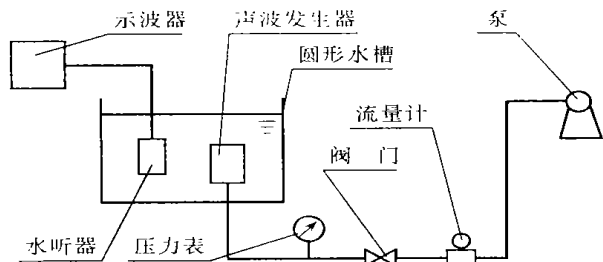 示波器
声波发生器
泵
圆形水槽
流量计
阀 门
水听器
压力表